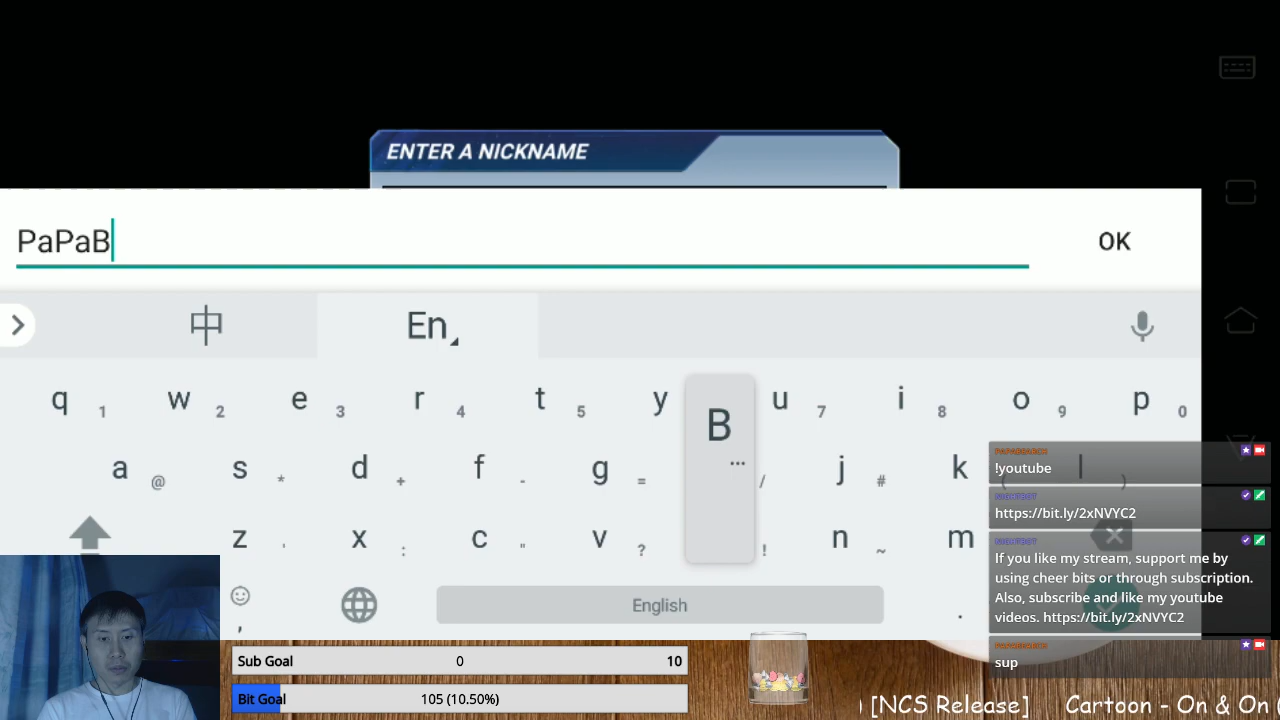 ENTER A NICKNAME
PaPaB
OK
中 En
q 1 w 2 e 3 r 4 t 5 y u 7 i 8 o 9 p 0
B
...
a @ s * d + f - g = / j # k ( l )
z ' x : c " v ? ! n ~ m
, English .
!youtube
https://bit.ly/2xNVYC2
If you like my stream, support me by
using cheer bits or through subscription.
Also, subscribe and like my youtube
videos. https://bit.ly/2xNVYC2
sup
Sub Goal 0 10
Bit Goal 105 (10.50%)
) [NCS Release] Cartoon - On & On